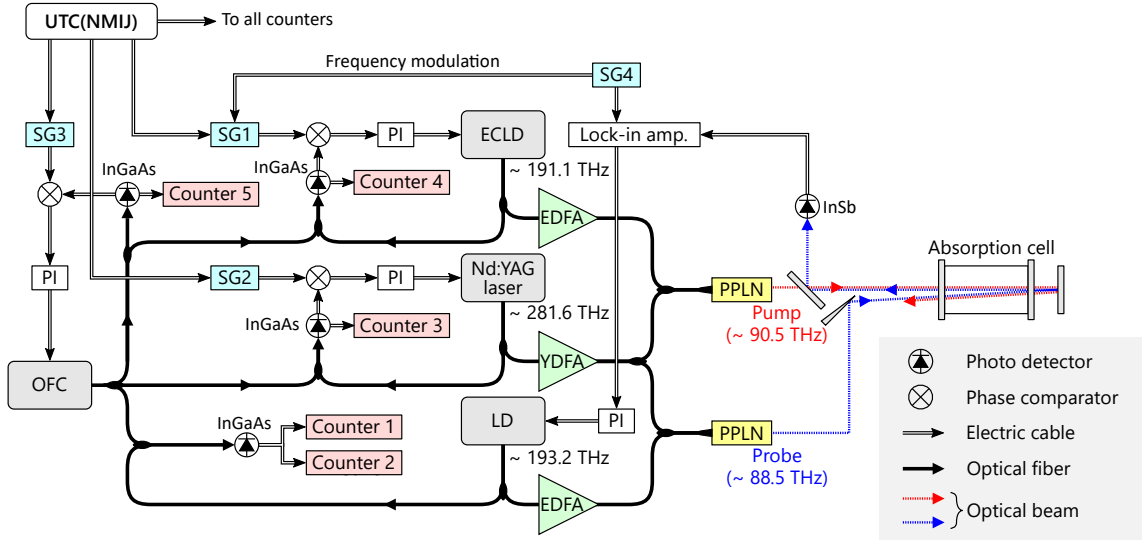 UTC(NMIJ)
To all counters
Frequency modulation
SG4
SG3
SG1
PI
ECLD
Lock-in amp.
InGaAs
InGaAs
~ 191.1 THz
Counter 5
Counter 4
InSb
EDFA
Absorption cell
PI
SG2
PI
Nd:YAG
laser
PPLN
~ 281.6 THz
Pump
(~ 90.5 THz)
InGaAs
Counter 3
OFC
YDFA
Photo detector
Phase comparator
InGaAs
Counter 1
LD
PI
PPLN
Electric cable
Counter 2
~ 193.2 THz
Probe
(~ 88.5 THz)
Optical fiber
EDFA
Optical beam